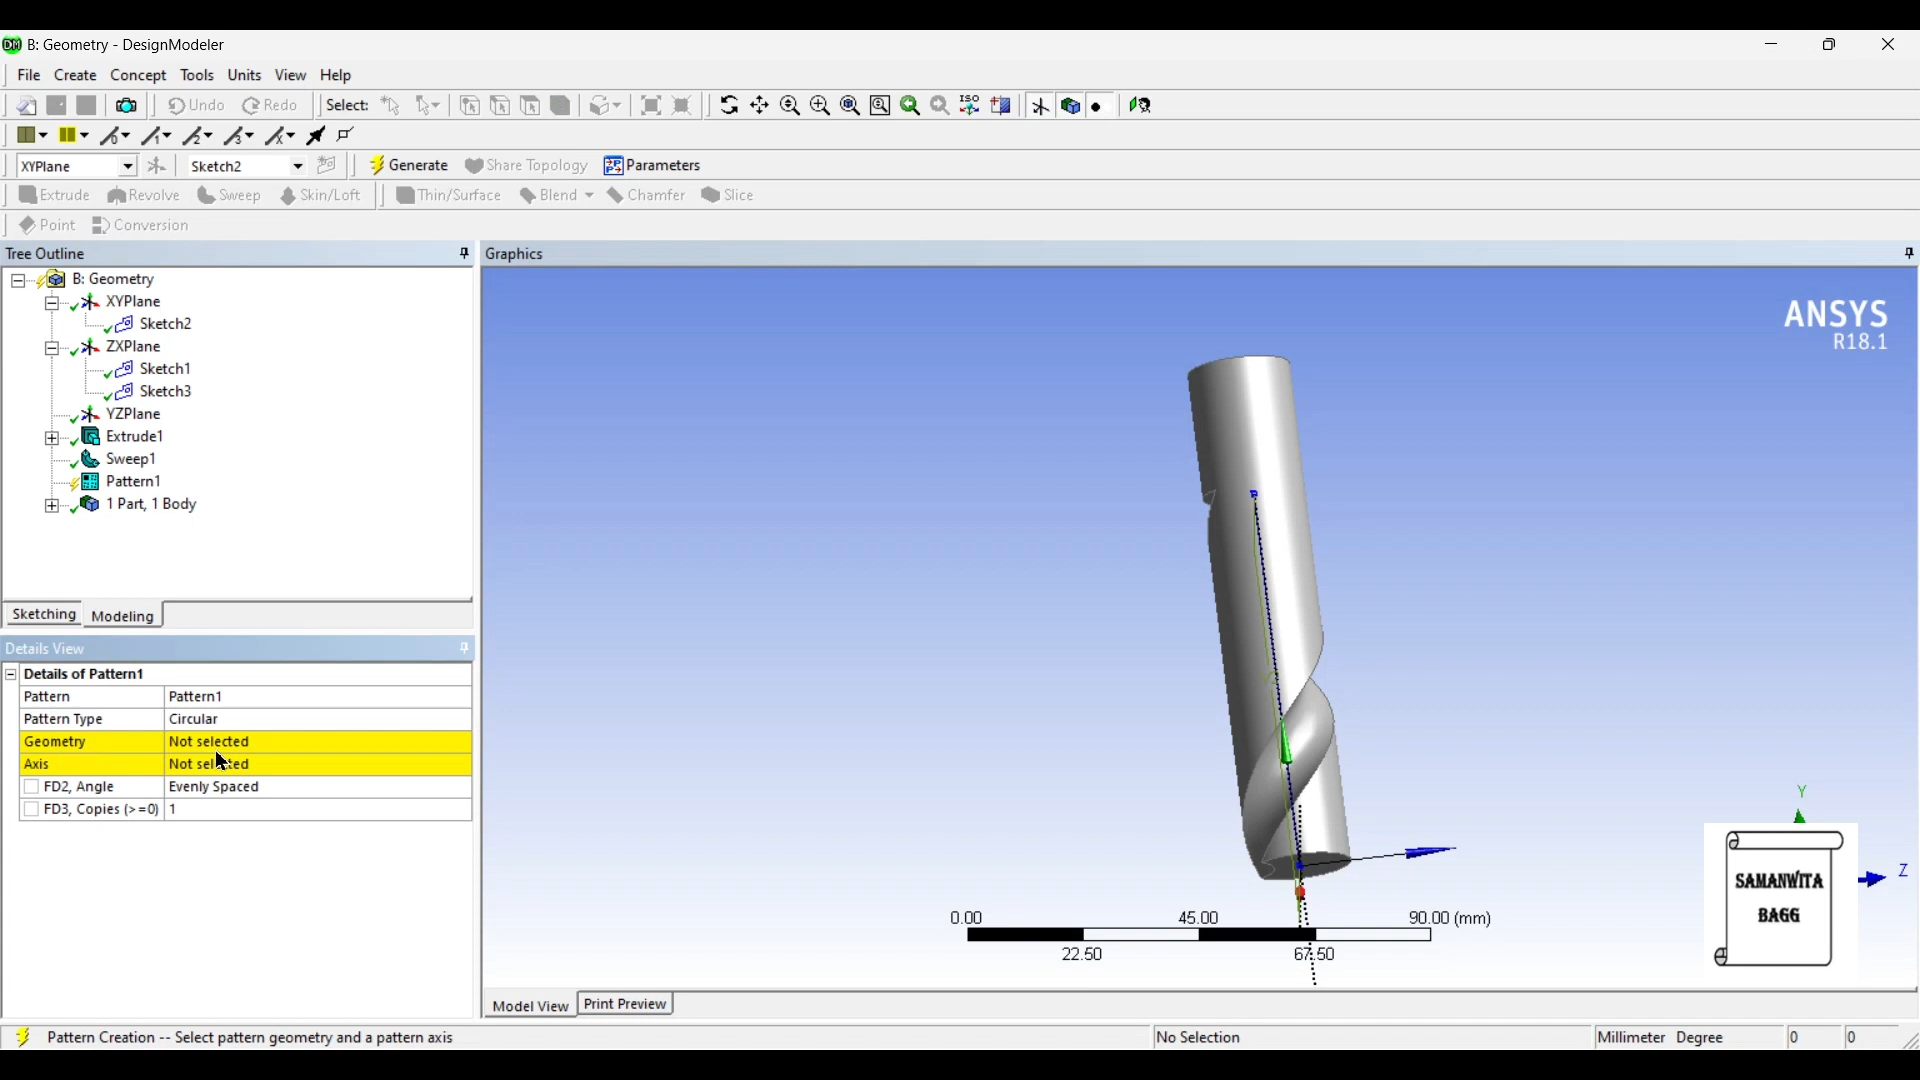 B: Geometry - DesignModeler
File Create Concept Tools Units View Help
Undo Redo Select: ISO
XYPlane Sketch2 Generate Share Topology Parameters
Extrude Revolve Sweep Skin/Loft Thin/Surface Blend Chamfer Slice
Point Conversion
Tree Outline
Graphics
B: Geometry
XYPlane
Sketch2
ZXPlane
Sketch1
Sketch3
YZPlane
Extrude1
Sweep1
Pattern1
1 Part, 1 Body
Sketching Modeling
Details View
Details of Pattern1
Pattern Pattern1
Pattern Type Circular
Geometry Not selected
Axis Not selected
FD2, Angle Evenly Spaced
FD3, Copies (>=0) 1
ANSYS
R18.1
Y
Z
SAMANWITA
BAGG
0.00 45.00 90.00 (mm)
22.50 67.50
Model View Print Preview
Pattern Creation -- Select pattern geometry and a pattern axis No Selection Millimeter Degree 0 0